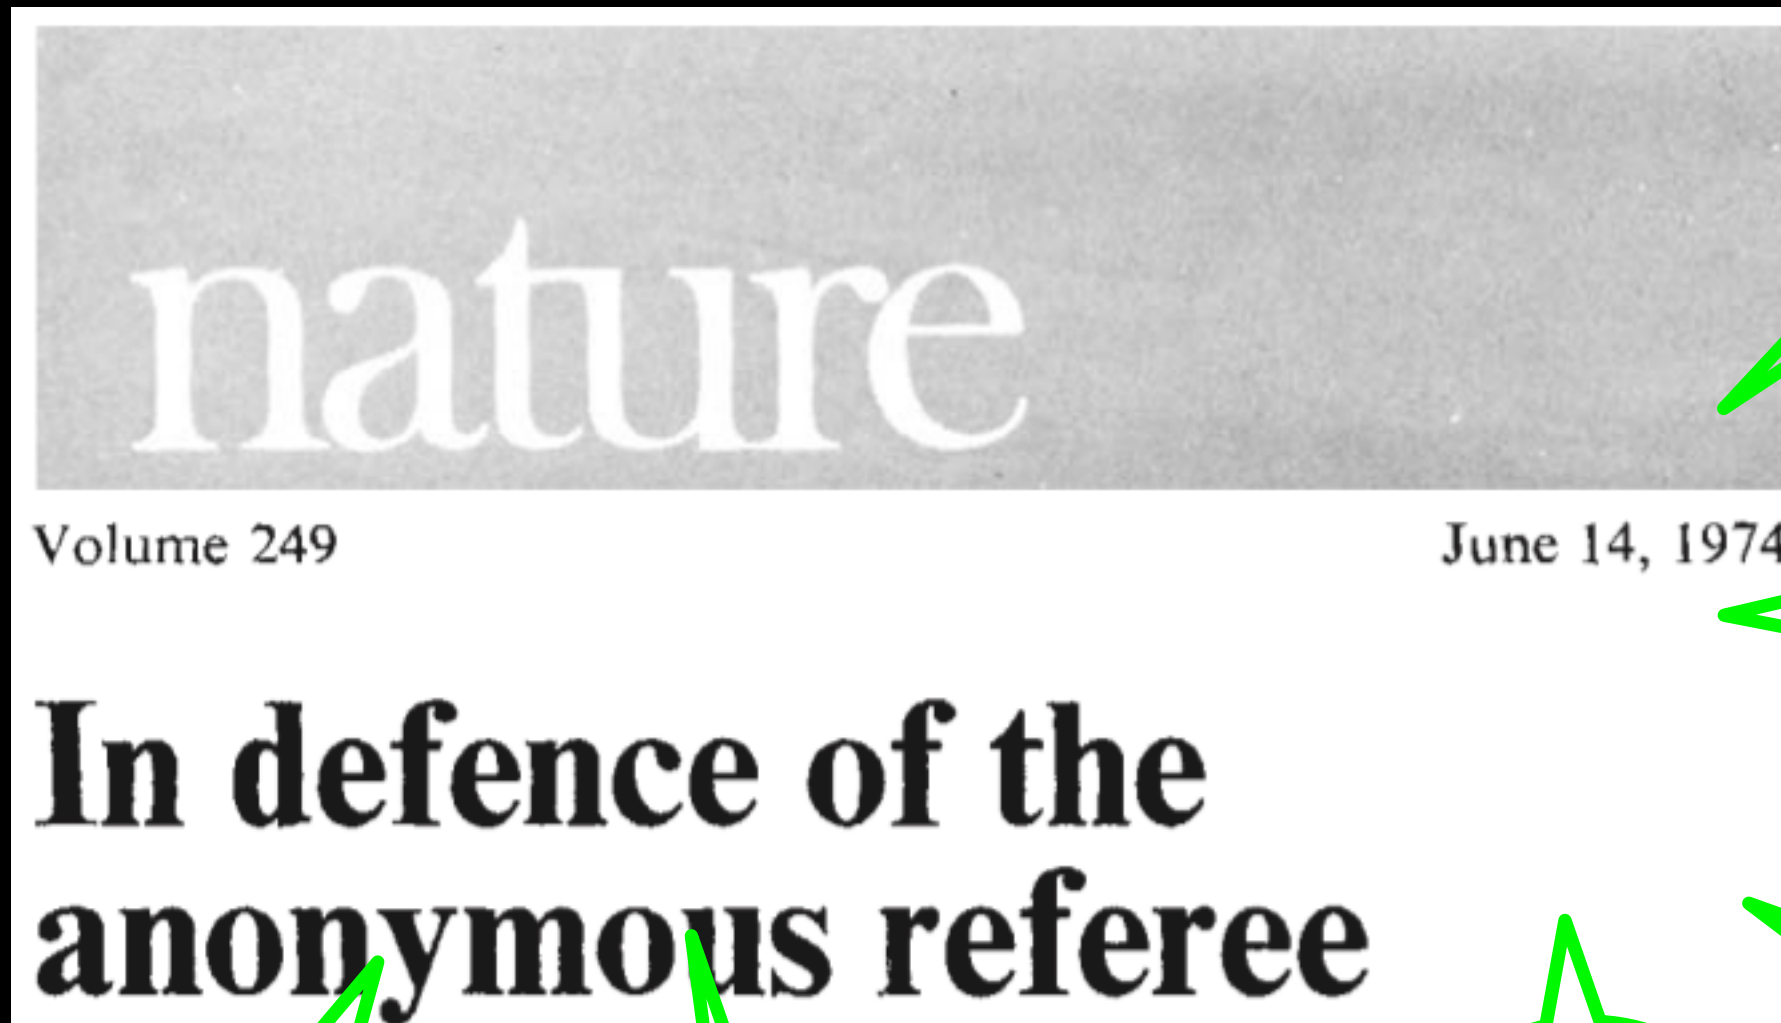 nature
Volume 249
June 14, 1974
In defence of the
anonymous referee